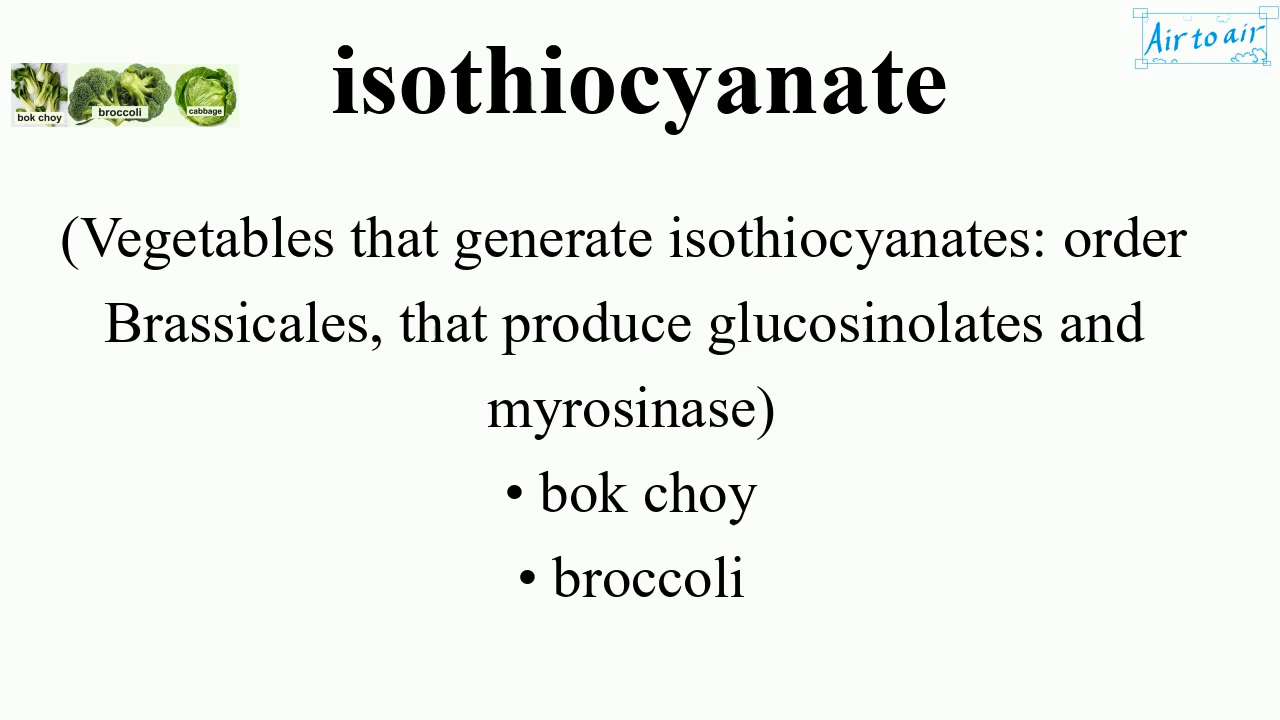 isothiocyanate
Air to air
bok choy
broccoli
cabbage
(Vegetables that generate isothiocyanates: order
Brassicales, that produce glucosinolates and
myrosinase)
• bok choy
• broccoli